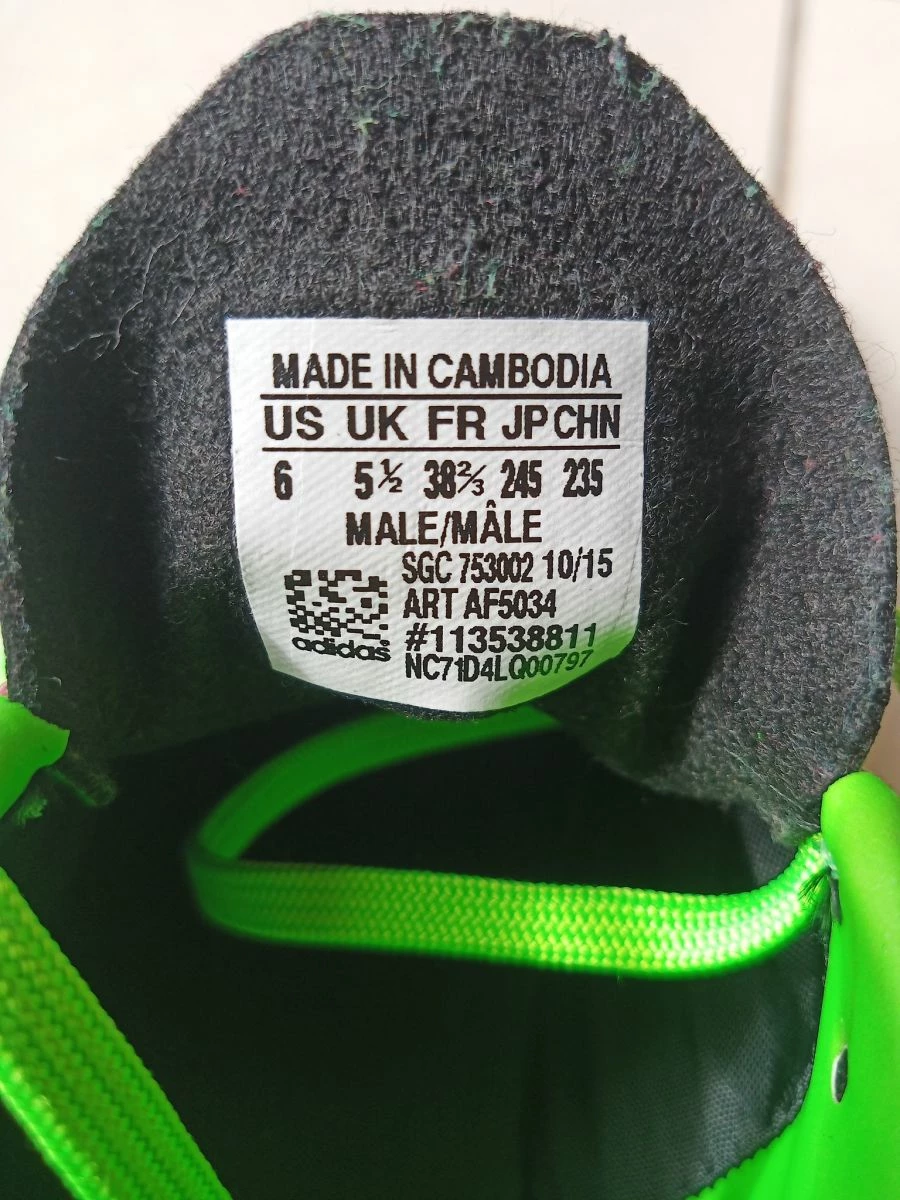 MADE IN CAMBODIA
US UK FR JP CHN
6 5½ 38⅔ 245 235
MALE/MÂLE
SGC 753002 10/15
ART AF5034
#113538811
adidas NC71D4LQ00797